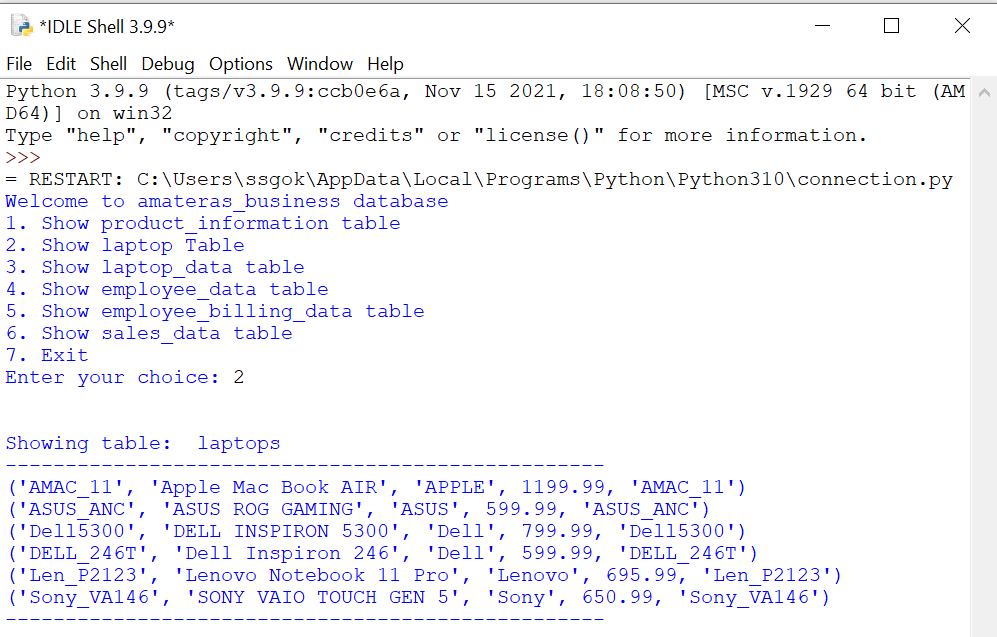 *IDLE Shell 3.9.9*
File Edit Shell Debug Options Window Help
Python 3.9.9 (tags/v3.9.9:ccb0e6a, Nov 15 2021, 18:08:50) [MSC v.1929 64 bit (AM
D64)] on win32
Type "help", "copyright", "credits" or "license()" for more information.
>>>
= RESTART: C:\Users\ssgok\AppData\Local\Programs\Python\Python310\connection.py
Welcome to amateras_business database
1. Show product_information table
2. Show laptop Table
3. Show laptop_data table
4. Show employee_data table
5. Show employee_billing_data table
6. Show sales_data table
7. Exit
Enter your choice: 2
Showing table:  laptops
--------------------------------------------------
('AMAC_11', 'Apple Mac Book AIR', 'APPLE', 1199.99, 'AMAC_11')
('ASUS_ANC', 'ASUS ROG GAMING', 'ASUS', 599.99, 'ASUS_ANC')
('Dell5300', 'DELL INSPIRON 5300', 'Dell', 799.99, 'Dell5300')
('DELL_246T', 'Dell Inspiron 246', 'Dell', 599.99, 'DELL_246T')
('Len_P2123', 'Lenovo Notebook 11 Pro', 'Lenovo', 695.99, 'Len_P2123')
('Sony_VA146', 'SONY VAIO TOUCH GEN 5', 'Sony', 650.99, 'Sony_VA146')
--------------------------------------------------